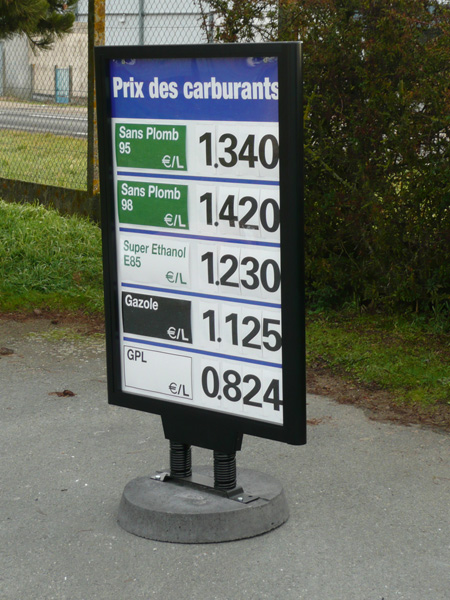 Prix des carburants
Sans Plomb
95
€/L
1.340
Sans Plomb
98
€/L
1.420
Super Ethanol
E85
€/L
1.230
Gazole
€/L
1.125
GPL
€/L
0.824